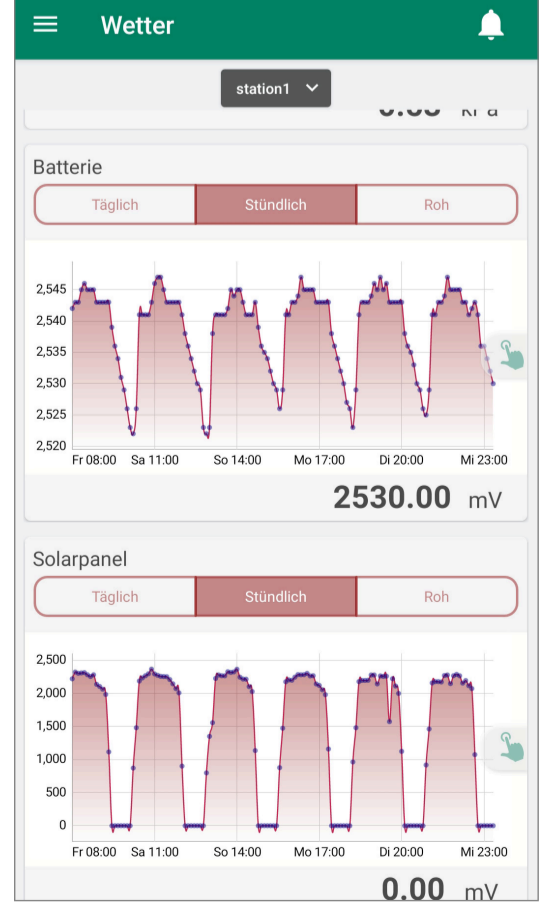 Wetter
station1
Batterie
Täglich Stündlich Roh
2,545
2,540
2,535
2,530
2,525
2,520
Fr 08:00 Sa 11:00 So 14:00 Mo 17:00 Di 20:00 Mi 23:00
2530.00 mV
Solarpanel
Täglich Stündlich Roh
2,500
2,000
1,500
1,000
500
0
Fr 08:00 Sa 11:00 So 14:00 Mo 17:00 Di 20:00 Mi 23:00
0.00 mV